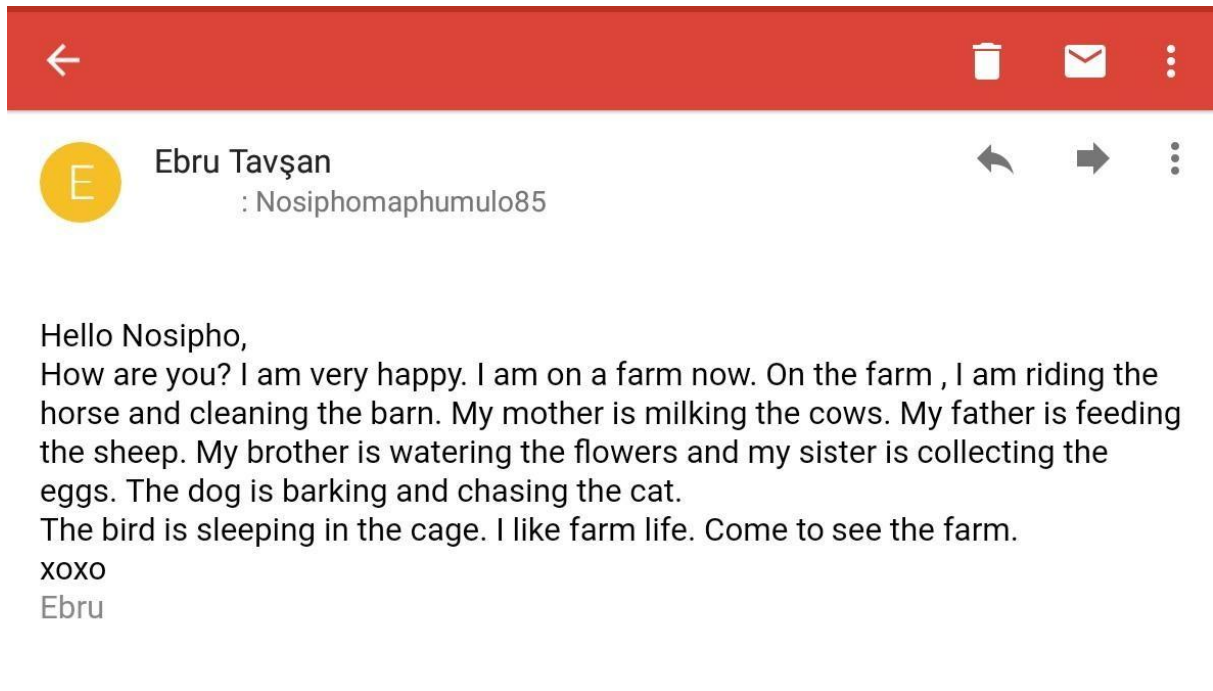 E
Ebru Tavşan
: Nosiphomaphumulo85
Hello Nosipho,
How are you? I am very happy. I am on a farm now. On the farm , I am riding the
horse and cleaning the barn. My mother is milking the cows. My father is feeding
the sheep. My brother is watering the flowers and my sister is collecting the
eggs. The dog is barking and chasing the cat.
The bird is sleeping in the cage. I like farm life. Come to see the farm.
xoxo
Ebru